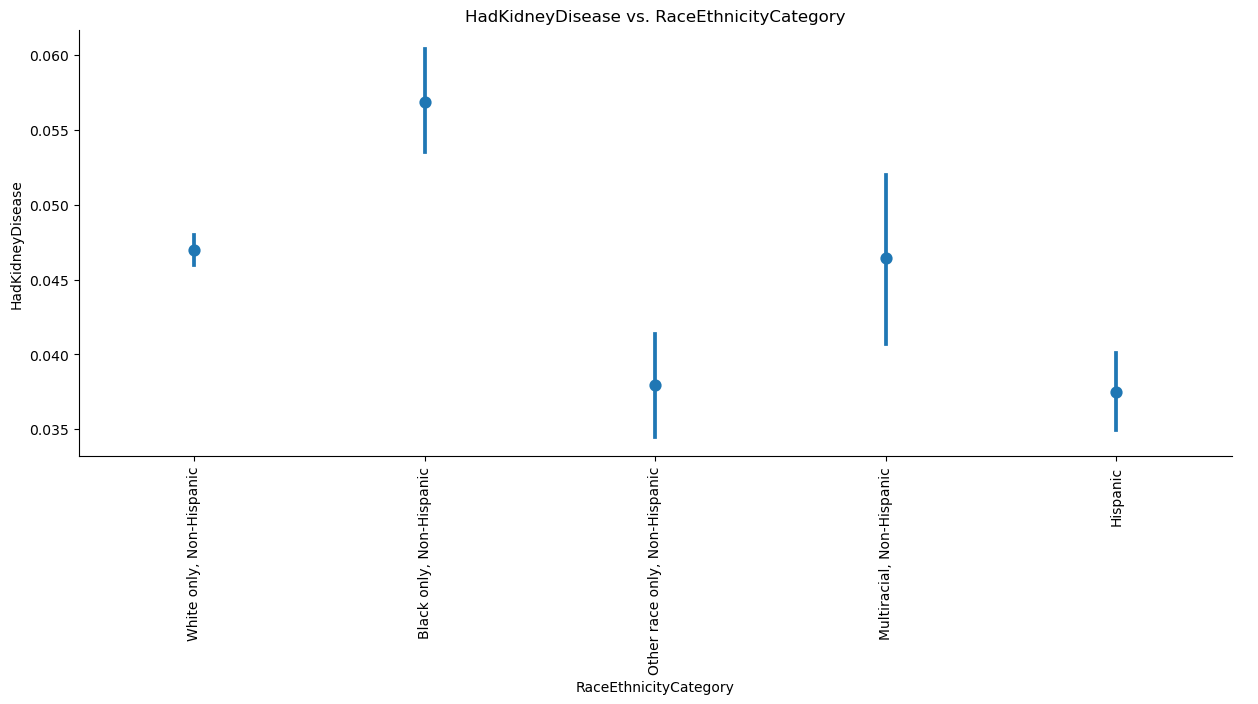 HadKidneyDisease vs. RaceEthnicityCategory
HadKidneyDisease
0.060
0.055
0.050
0.045
0.040
0.035
White only, Non-Hispanic
Black only, Non-Hispanic
Other race only, Non-Hispanic
Multiracial, Non-Hispanic
Hispanic
RaceEthnicityCategory